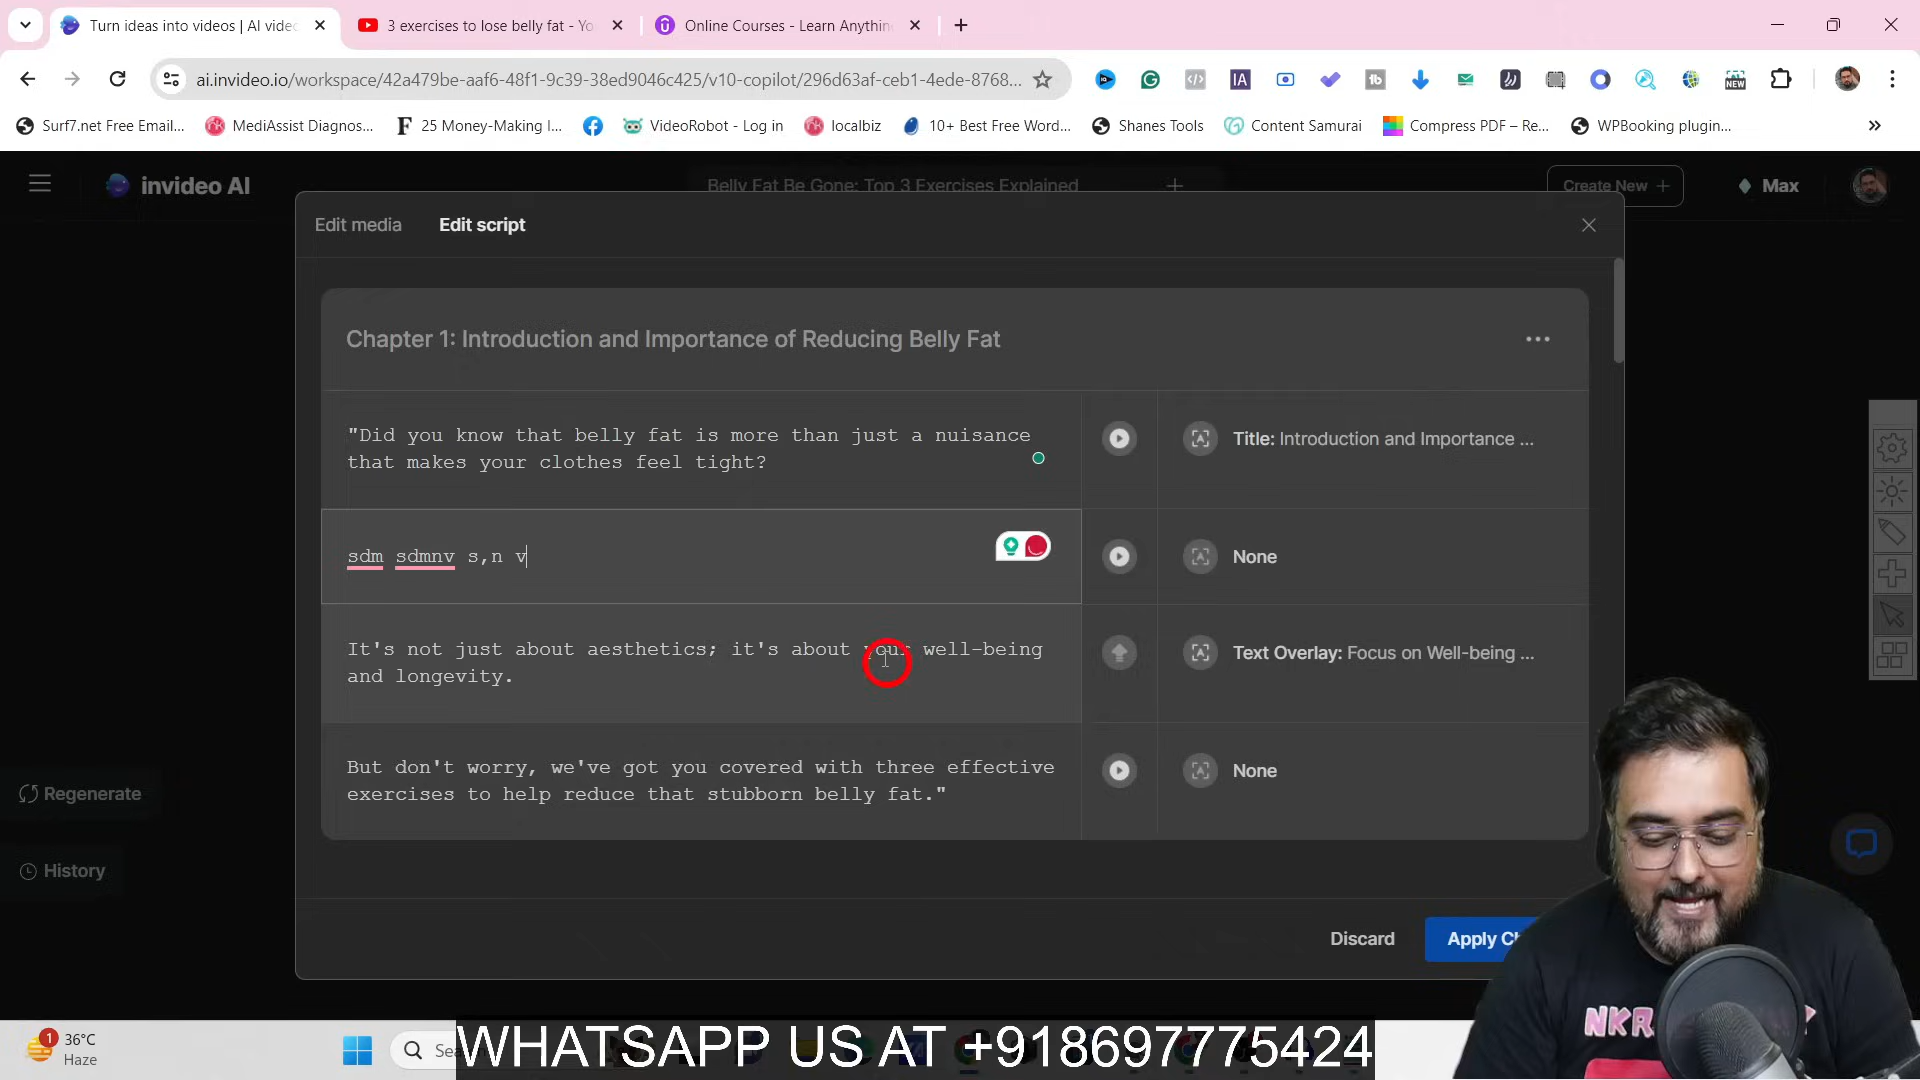 Turn ideas into videos | AI videc
3 exercises to lose belly fat - Yo
Online Courses - Learn Anythin
ai.invideo.io/workspace/42a479be-aaf6-48f1-9c39-38ed9046c425/v10-copilot/296d63af-ceb1-4ede-8768...
Surf7.net Free Email...
MediAssist Diagnos...
25 Money-Making I...
VideoRobot - Log in
localbiz
10+ Best Free Word...
Shanes Tools
Content Samurai
Compress PDF – Re...
WPBooking plugin...
invideo AI
Belly Fat Be Gone: Top 3 Exercises Explained
Create New
Max
Edit media
Edit script
Chapter 1: Introduction and Importance of Reducing Belly Fat
"Did you know that belly fat is more than just a nuisance
that makes your clothes feel tight?
Title: Introduction and Importance ...
sdm sdmnv s,n v
None
It's not just about aesthetics; it's about your well-being
and longevity.
Text Overlay: Focus on Well-being ...
But don't worry, we've got you covered with three effective
exercises to help reduce that stubborn belly fat."
None
Regenerate
History
Discard
Apply Ch
NKR
1
36°C
Haze
WHATSAPP US AT +918697775424